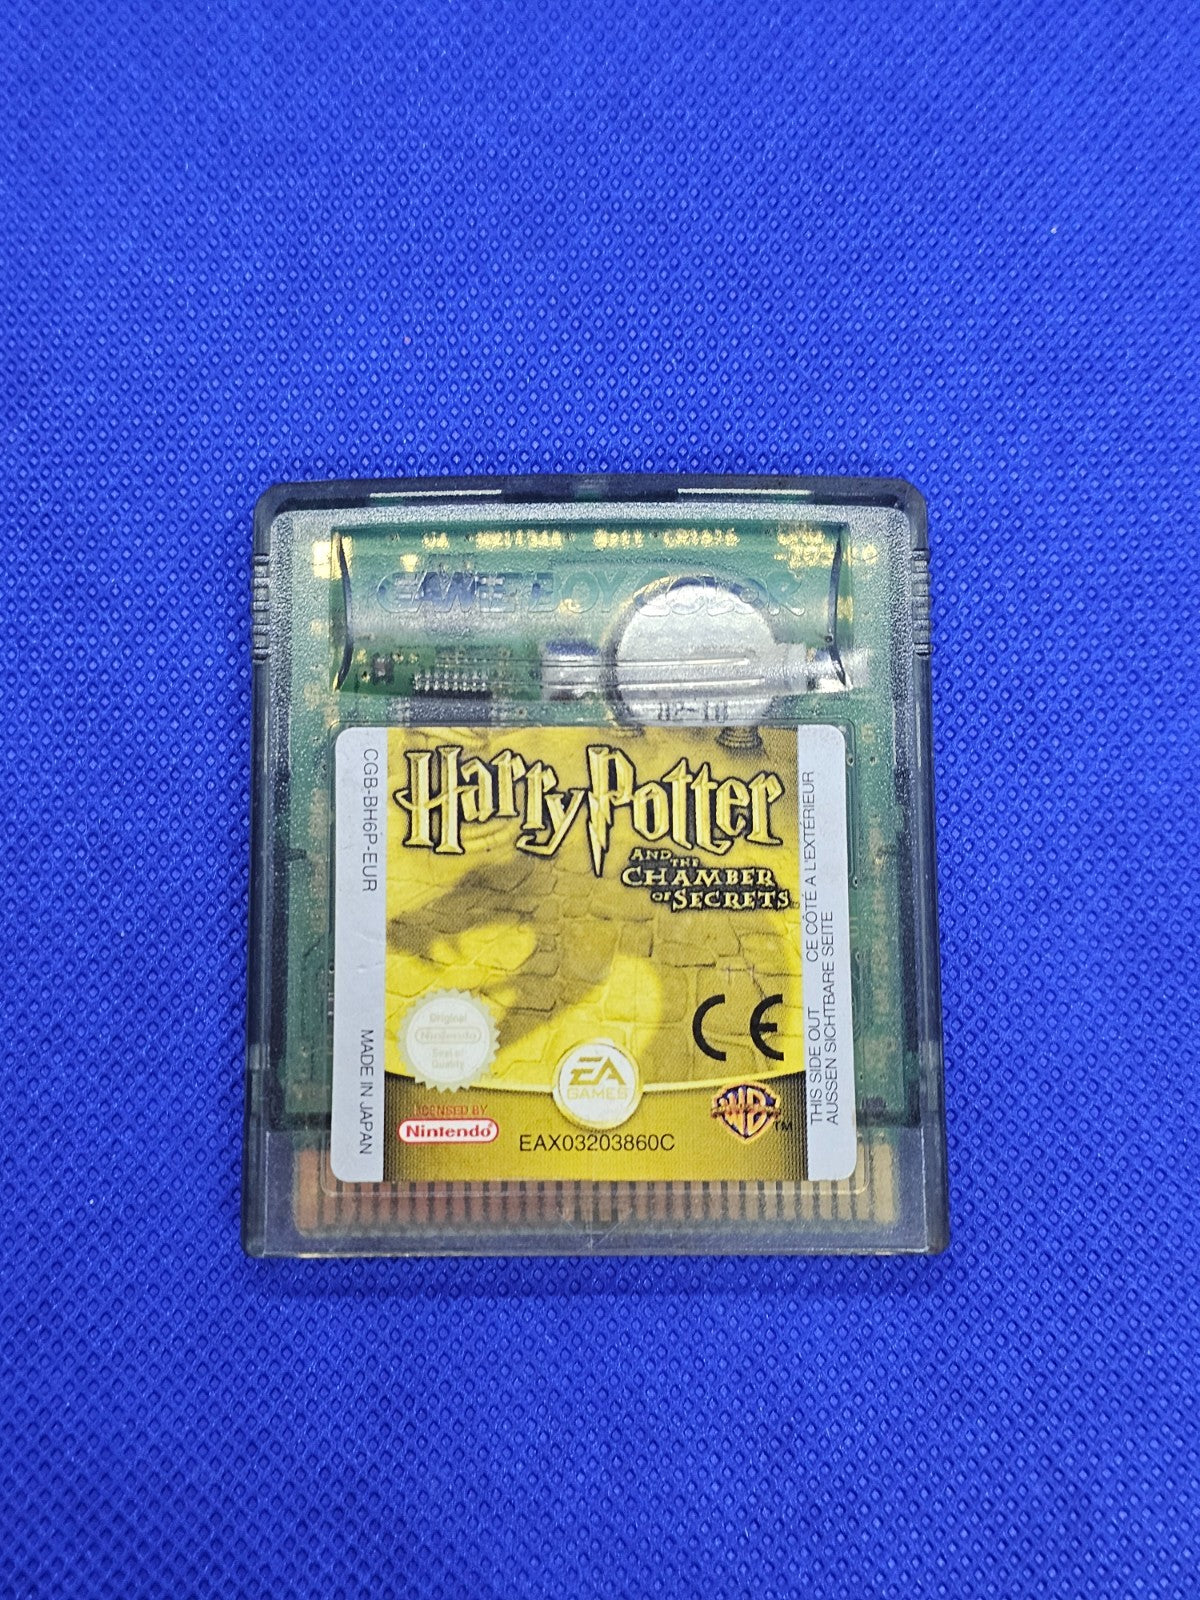 GAME BOY COLOR
Harry Potter
AND THE
CHAMBER
OF SECRETS
CGB-BH6P-EUR
MADE IN JAPAN
THIS SIDE OUT CE CÔTÉ A L'EXTÉRIEUR
AUSSEN SICHTBARE SEITE
Original
Nintendo
Seal of
Quality
CE
EA
GAMES
LICENSED BY
Nintendo
EAX03203860C
WB
TM